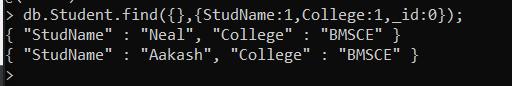 > db.Student.find({},{StudName:1,College:1,_id:0});
{ "StudName" : "Neal", "College" : "BMSCE" }
{ "StudName" : "Aakash", "College" : "BMSCE" }
>